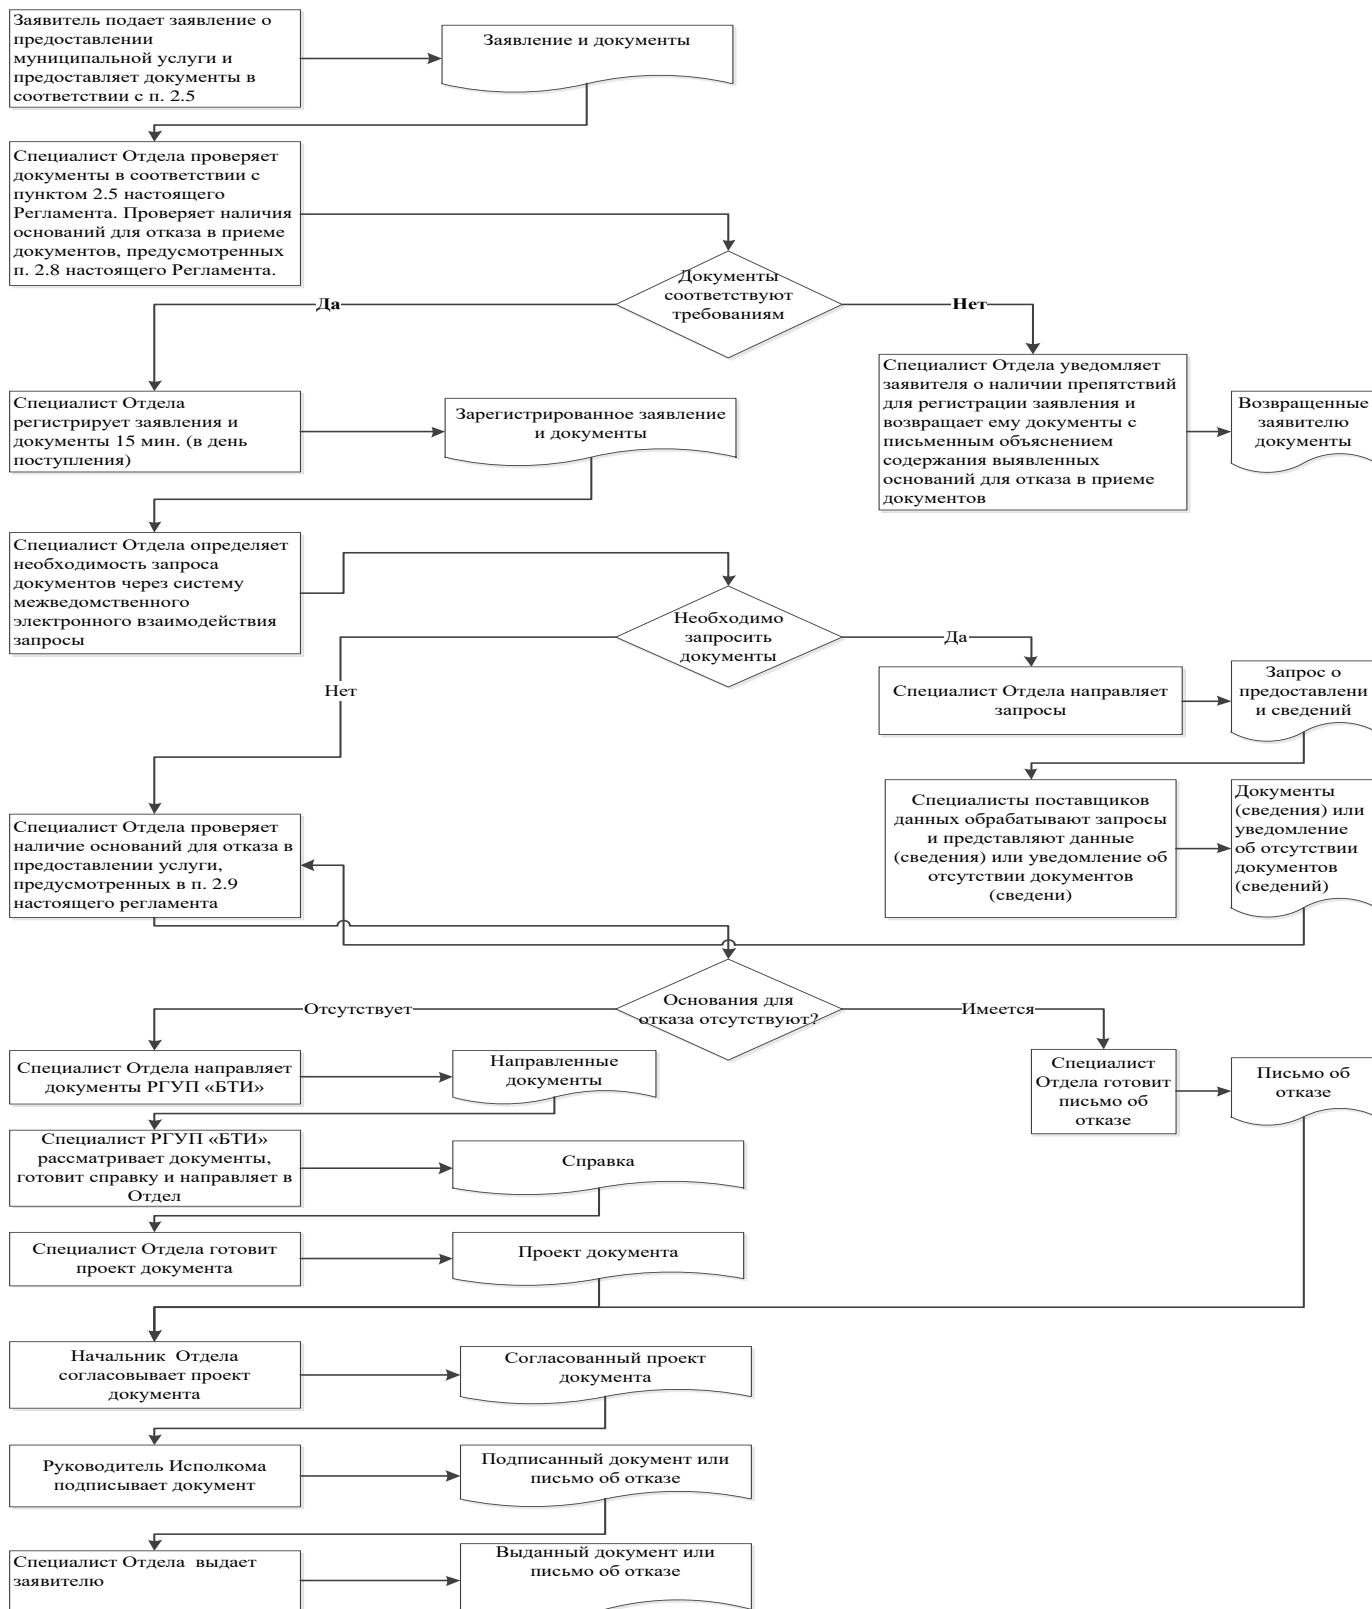 Заявитель подает заявление о
предоставлении
муниципальной услуги и
предоставляет документы в
соответствии с п. 2.5
Заявление и документы
Специалист Отдела проверяет
документы в соответствии с
пунктом 2.5 настоящего
Регламента. Проверяет наличия
оснований для отказа в приеме
документов, предусмотренных
п. 2.8 настоящего Регламента.
Документы
соответствуют
требованиям
Да
Нет
Специалист Отдела
регистрирует заявления и
документы 15 мин. (в день
поступления)
Зарегистрированное заявление
и документы
Специалист Отдела уведомляет
заявителя о наличии препятствий
для регистрации заявления и
возвращает ему документы с
письменным объяснением
содержания выявленных
оснований для отказа в приеме
документов
Возвращенные
заявителю
документы
Специалист Отдела определяет
необходимость запроса
документов через систему
межведомственного
электронного взаимодействия
запросы
Необходимо
запросить
документы
Да
Нет
Специалист Отдела направляет
запросы
Запрос о
предоставлени
и сведений
Специалист Отдела проверяет
наличие оснований для отказа в
предоставлении услуги,
предусмотренных в п. 2.9
настоящего регламента
Специалисты поставщиков
данных обрабатывают запросы
и представляют данные
(сведения) или уведомление об
отсутствии документов
(сведени)
Документы
(сведения) или
уведомление
об отсутствии
документов
(сведений)
Основания для
отказа отсутствуют?
Отсутствует
Имеется
Специалист Отдела направляет
документы РГУП «БТИ»
Направленные
документы
Специалист
Отдела готовит
письмо об
отказе
Письмо об
отказе
Специалист РГУП «БТИ»
рассматривает документы,
готовит справку и направляет в
Отдел
Справка
Специалист Отдела готовит
проект документа
Проект документа
Начальник  Отдела
согласовывает проект
документа
Согласованный проект
документа
Руководитель Исполкома
подписывает документ
Подписанный документ или
письмо об отказе
Специалист Отдела  выдает
заявителю
Выданный документ или
письмо об отказе